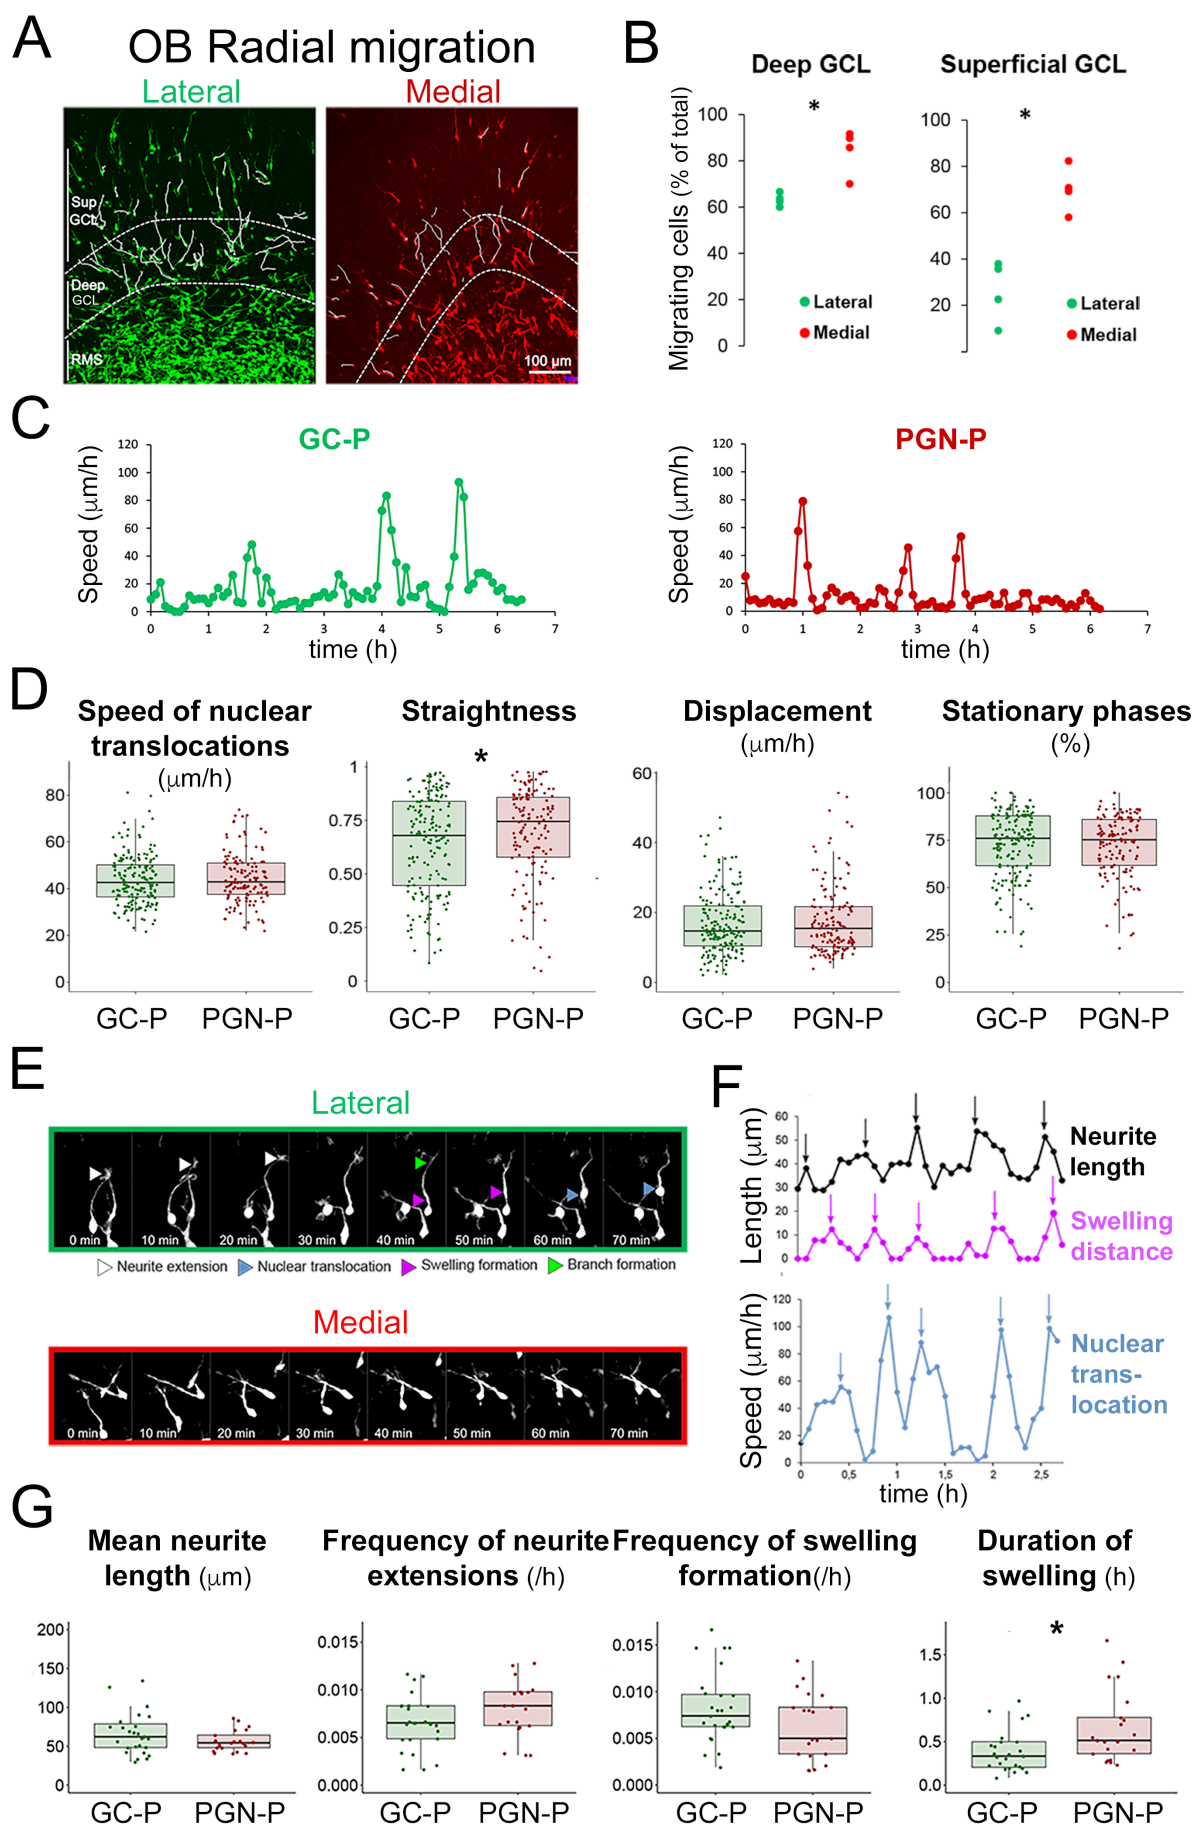 A
OB Radial migration
Lateral
Medial
Sup
GCL
Deep
GCL
RMS
100 µm
B
Deep GCL
Superficial GCL
Migrating cells (% of total)
*
100
80
60
40
20
0
Lateral
Medial
*
100
80
60
40
20
Lateral
Medial
C
GC-P
Speed (µm/h)
120
100
80
60
40
20
0
0 1 2 3 4 5 6 7
time (h)
PGN-P
Speed (µm/h)
120
100
80
60
40
20
0
0 1 2 3 4 5 6 7
time (h)
D
Speed of nuclear
translocations
(µm/h)
80
60
40
20
0
GC-P PGN-P
Straightness
*
1
0.75
0.50
0.25
0
GC-P PGN-P
Displacement
(µm/h)
60
40
20
0
GC-P PGN-P
Stationary phases
(%)
100
75
50
25
0
GC-P PGN-P
E
Lateral
0 min 10 min 20 min 30 min 40 min 50 min 60 min 70 min
Neurite extension Nuclear translocation Swelling formation Branch formation
Medial
0 min 10 min 20 min 30 min 40 min 50 min 60 min 70 min
F
Length (µm)
60
50
40
30
20
10
0
Neurite
length
Swelling
distance
Speed (µm/h)
120
100
80
60
40
20
0
0 0,5 1 1,5 2 2,5
time (h)
Nuclear
trans-
location
G
Mean neurite
length (µm)
200
150
100
50
0
GC-P PGN-P
Frequency of neurite
extensions (/h)
0.015
0.010
0.005
0.000
GC-P PGN-P
Frequency of swelling
formation(/h)
0.015
0.010
0.005
0.000
GC-P PGN-P
Duration of
swelling (h)
*
1.5
1.0
0.5
0.0
GC-P PGN-P